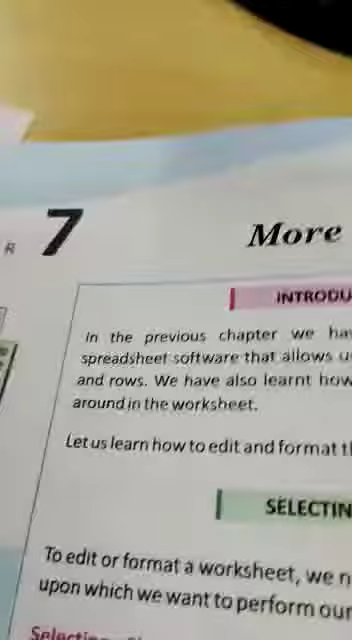 R 7 More
INTRODU
In the previous chapter we hav
spreadsheet software that allows u
and rows. We have also learnt how
around in the worksheet.
Let us learn how to edit and format t
SELECTIN
To edit or format a worksheet, we n
upon which we want to perform our
Selecting